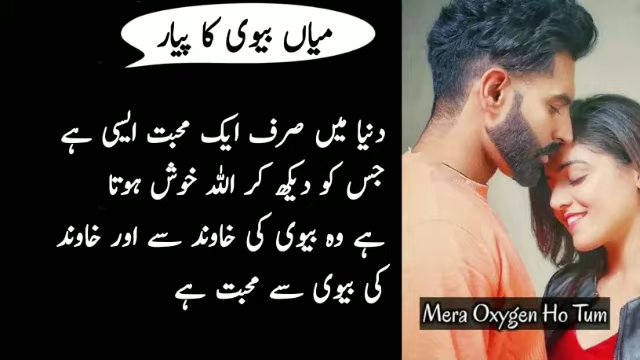 میاں بیوی کا پیار
دنیا میں صرف ایک محبت ایسی ہے
جس کو دیکھ کر اللہ خوش ہوتا
ہے وہ بیوی کی خاوند سے اور خاوند
کی بیوی سے محبت ہے
Mera Oxygen Ho Tum